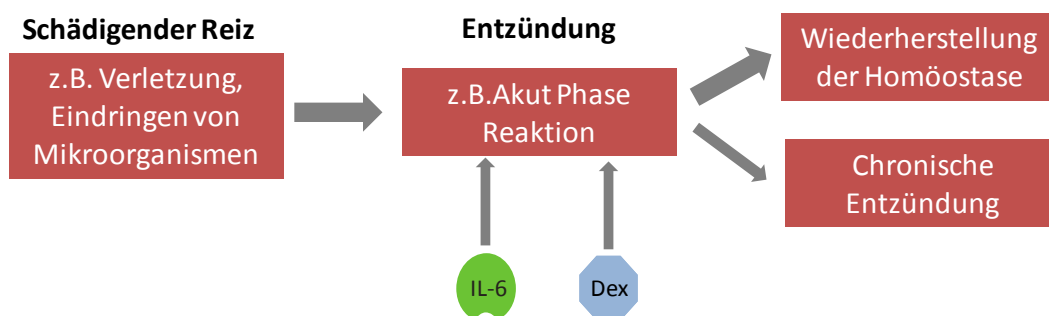 Schädigender Reiz
z.B. Verletzung,
Eindringen von
Mikroorganismen
Entzündung
z.B.Akut Phase
Reaktion
Wiederherstellung
der Homöostase
Chronische
Entzündung
IL-6
Dex